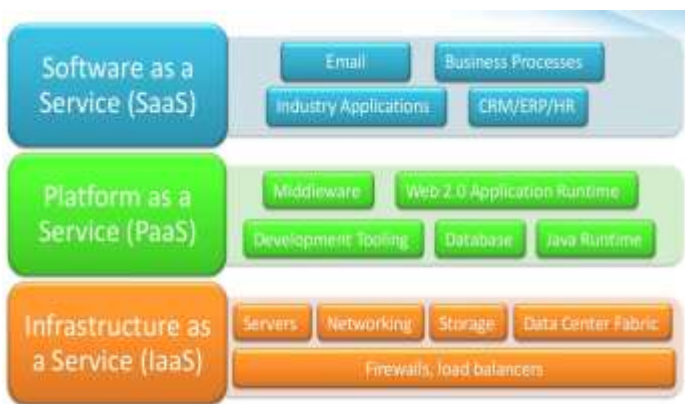 Software as a
Service (SaaS)
Email
Business Processes
Industry Applications
CRM/ERP/HR
Platform as a
Service (PaaS)
Middleware
Web 2.0 Application Runtime
Development Tooling
Database
Java Runtime
Infrastructure as
a Service (IaaS)
Servers
Networking
Storage
Data Center Fabric
Firewalls, load balancers